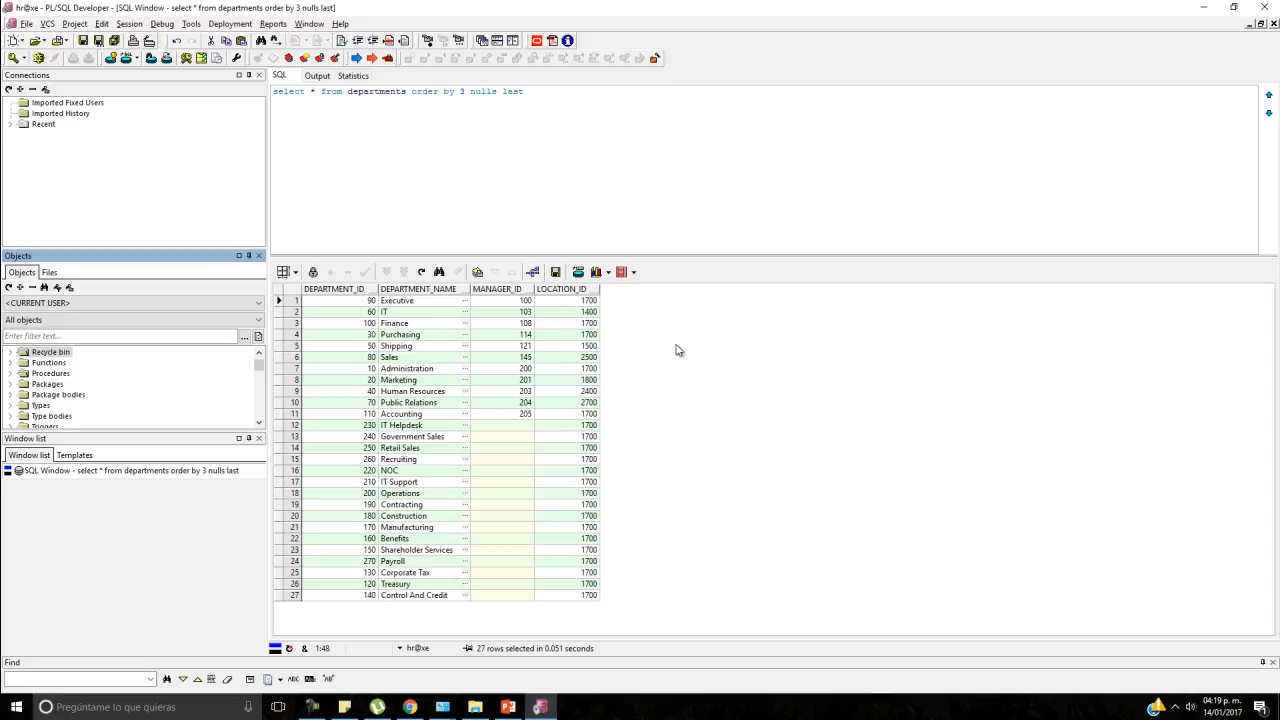 hr@xe - PL/SQL Developer - [SQL Window - select * from departments order by 3 nulls last]
File VCS Project Edit Session Debug Tools Deployment Reports Window Help
Connections
SQL Output Statistics
select * from departments order by 3 nulls last
Imported Fixed Users
Imported History
Recent
Objects
Objects Files
<CURRENT USER>
All objects
Enter filter text...
Recycle bin
Functions
Procedures
Packages
Package bodies
Types
Type bodies
Triggers
Window list
Window list Templates
SQL Window - select * from departments order by 3 nulls last
DEPARTMENT_ID DEPARTMENT_NAME MANAGER_ID LOCATION_ID
1 90 Executive ... 100 1700
2 60 IT ... 103 1400
3 100 Finance ... 108 1700
4 30 Purchasing ... 114 1700
5 50 Shipping ... 121 1500
6 80 Sales ... 145 2500
7 10 Administration ... 200 1700
8 20 Marketing ... 201 1800
9 40 Human Resources ... 203 2400
10 70 Public Relations ... 204 2700
11 110 Accounting ... 205 1700
12 230 IT Helpdesk ... 1700
13 240 Government Sales ... 1700
14 250 Retail Sales ... 1700
15 260 Recruiting ... 1700
16 220 NOC ... 1700
17 210 IT Support ... 1700
18 200 Operations ... 1700
19 190 Contracting ... 1700
20 180 Construction ... 1700
21 170 Manufacturing ... 1700
22 160 Benefits ... 1700
23 150 Shareholder Services ... 1700
24 270 Payroll ... 1700
25 130 Corporate Tax ... 1700
26 120 Treasury ... 1700
27 140 Control And Credit ... 1700
& 1:48 hr@xe 27 rows selected in 0.051 seconds
Find
ABC "AB"
Pregúntame lo que quieras
04:19 p. m.
14/01/2017